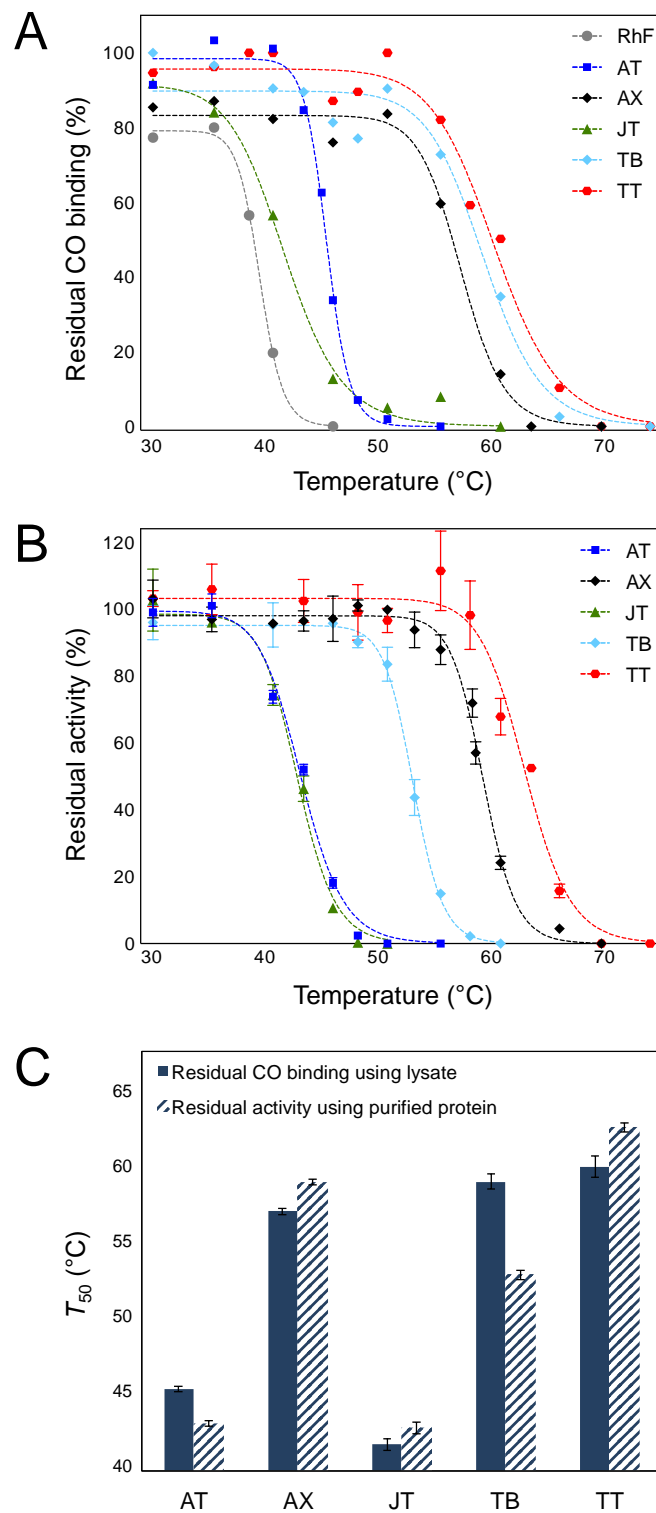 A
RhF
AT
AX
JT
TB
TT
Residual CO binding (%)
100
80
60
40
20
0
30 40 50 60 70
Temperature (°C)
B
AT
AX
JT
TB
TT
Residual activity (%)
120
100
80
60
40
20
0
30 40 50 60 70
Temperature (°C)
C
Residual CO binding using lysate
Residual activity using purified protein
T50 (°C)
65
60
55
50
45
40
AT AX JT TB TT